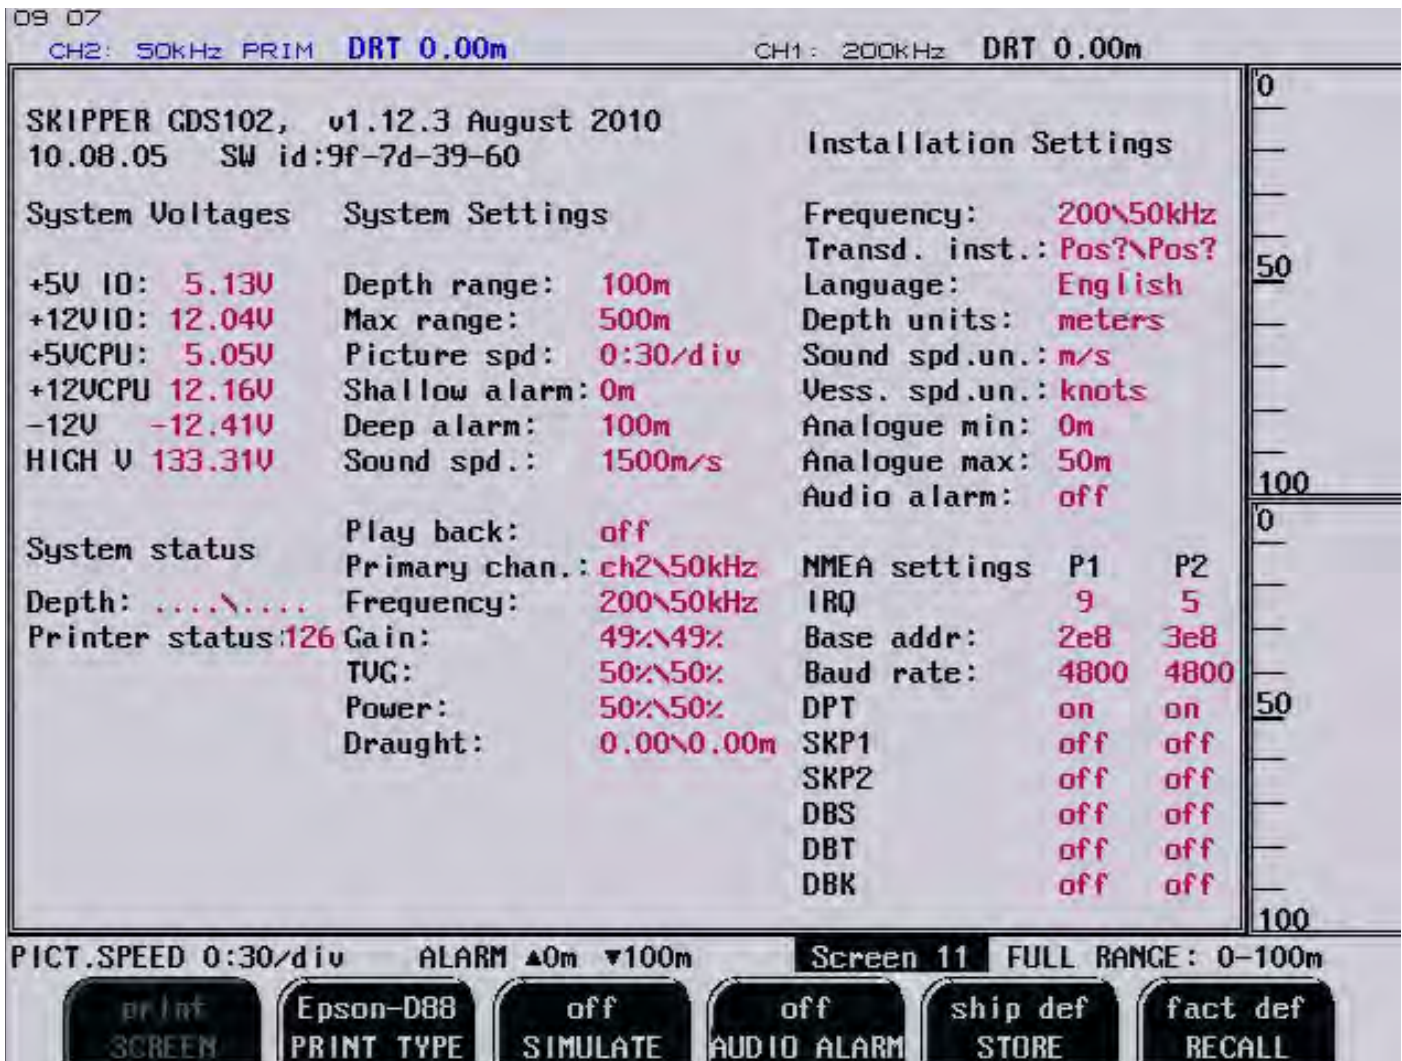 09 07
CH2: 50kHz PRIM DRT 0.00m
CH1: 200KHz DRT 0.00m
SKIPPER GDS102, v1.12.3 August 2010
10.08.05 SW id:9f-7d-39-60
System Voltages
+5V IO: 5.13V
+12VIO: 12.04V
+5VCPU: 5.05V
+12VCPU 12.16V
-12V -12.41V
HIGH V 133.31V
System status
Depth: ....\....
Printer status:126
System Settings
Depth range: 100m
Max range: 500m
Picture spd: 0:30/div
Shallow alarm: 0m
Deep alarm: 100m
Sound spd.: 1500m/s
Play back: off
Primary chan.: ch2\50kHz
Frequency: 200\50kHz
Gain: 49%\49%
TVG: 50%\50%
Power: 50%\50%
Draught: 0.00\0.00m
Installation Settings
Frequency: 200\50kHz
Transd. inst.: Pos?\Pos?
Language: English
Depth units: meters
Sound spd.un.: m/s
Vess. spd.un.: knots
Analogue min: 0m
Analogue max: 50m
Audio alarm: off
NMEA settings P1 P2
IRQ 9 5
Base addr: 2e8 3e8
Baud rate: 4800 4800
DPT on on
SKP1 off off
SKP2 off off
DBS off off
DBT off off
DBK off off
0
50
100
0
50
100
PICT.SPEED 0:30/div ALARM ▲0m ▼100m Screen 11 FULL RANGE: 0-100m
print
SCREEN
Epson-D88
PRINT TYPE
off
SIMULATE
off
AUDIO ALARM
ship def
STORE
fact def
RECALL